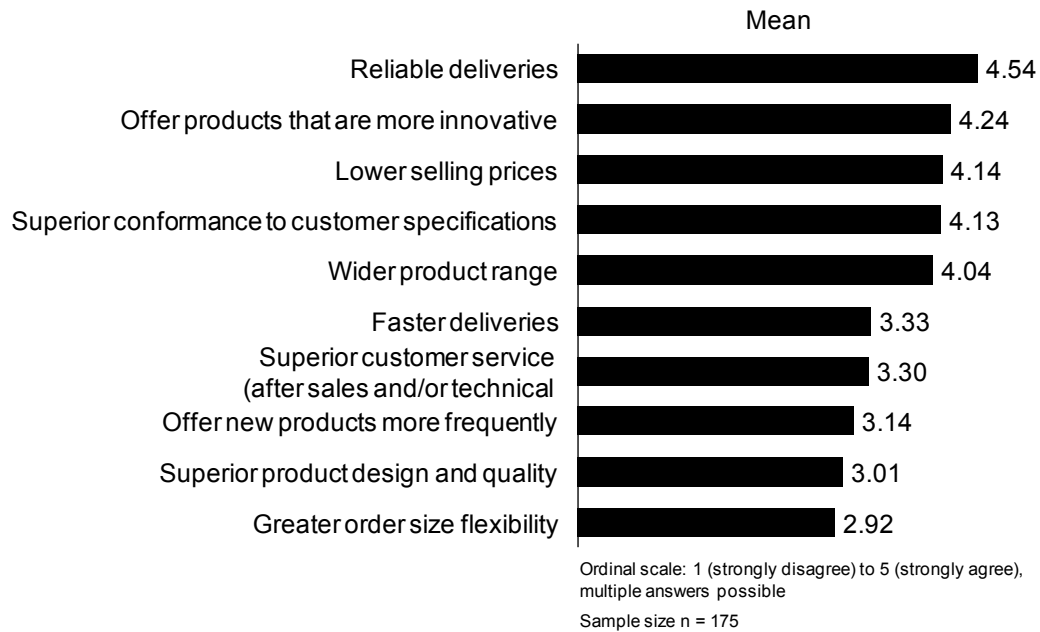 Mean
Reliable deliveries 4.54
Offer products that are more innovative 4.24
Lower selling prices 4.14
Superior conformance to customer specifications 4.13
Wider product range 4.04
Faster deliveries 3.33
Superior customer service
(after sales and/or technical 3.30
Offer new products more frequently 3.14
Superior product design and quality 3.01
Greater order size flexibility 2.92
Ordinal scale: 1 (strongly disagree) to 5 (strongly agree),
multiple answers possible
Sample size n = 175